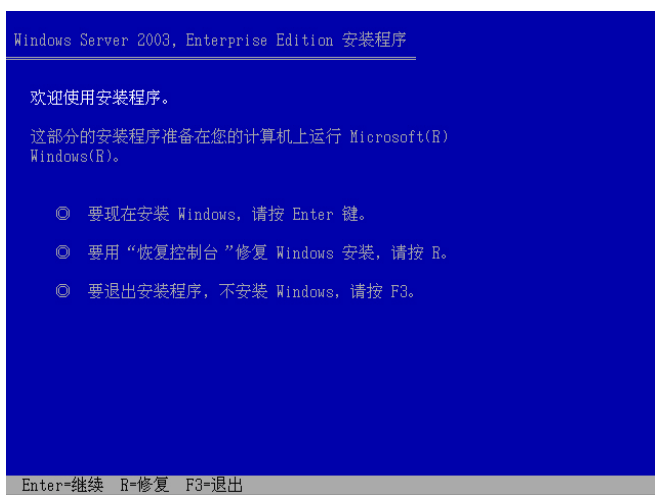 Windows Server 2003, Enterprise Edition 安装程序
欢迎使用安装程序。
这部分的安装程序准备在您的计算机上运行 Microsoft(R)
Windows(R)。
◎ 要现在安装 Windows，请按 Enter 键。
◎ 要用“恢复控制台”修复 Windows 安装，请按 R。
◎ 要退出安装程序，不安装 Windows，请按 F3。
Enter=继续 R=修复 F3=退出